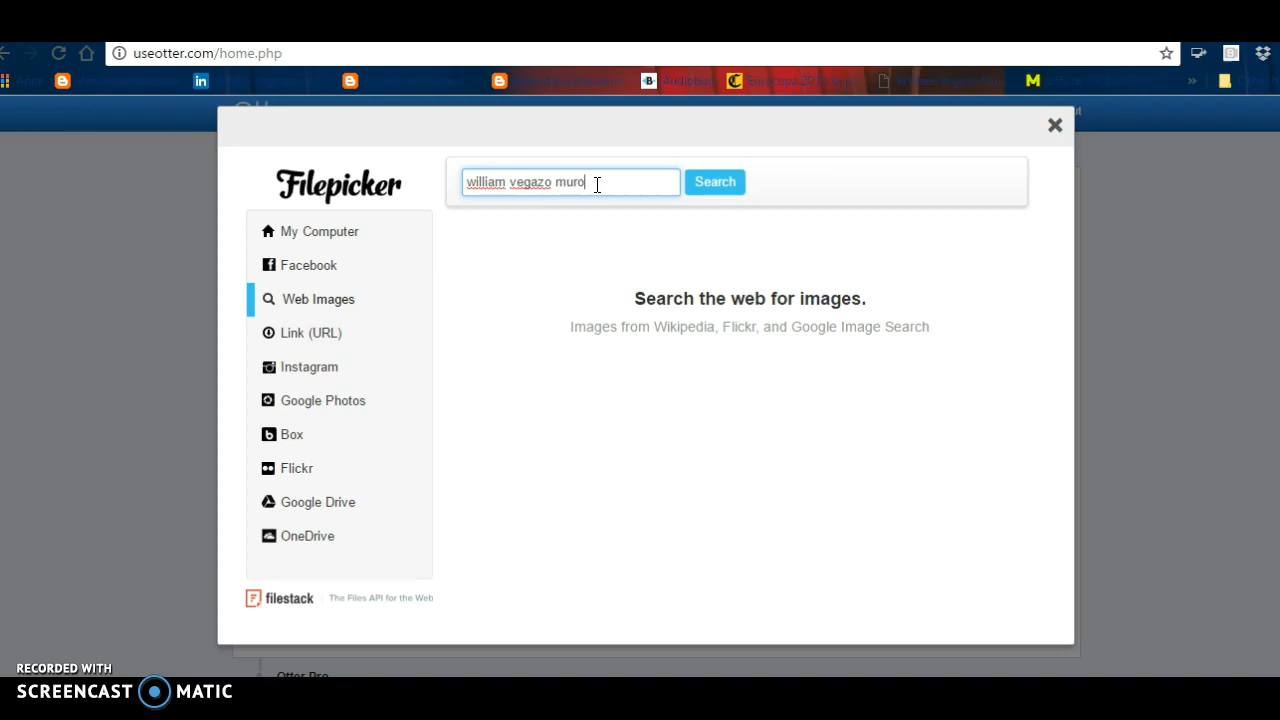 useotter.com/home.php
Filepicker
william vegazo muro
Search
My Computer
Facebook
Web Images
Link (URL)
Instagram
Google Photos
Box
Flickr
Google Drive
OneDrive
Search the web for images.
Images from Wikipedia, Flickr, and Google Image Search
filestack
The Files API for the Web
Otter Pro
RECORDED WITH
SCREENCAST MATIC